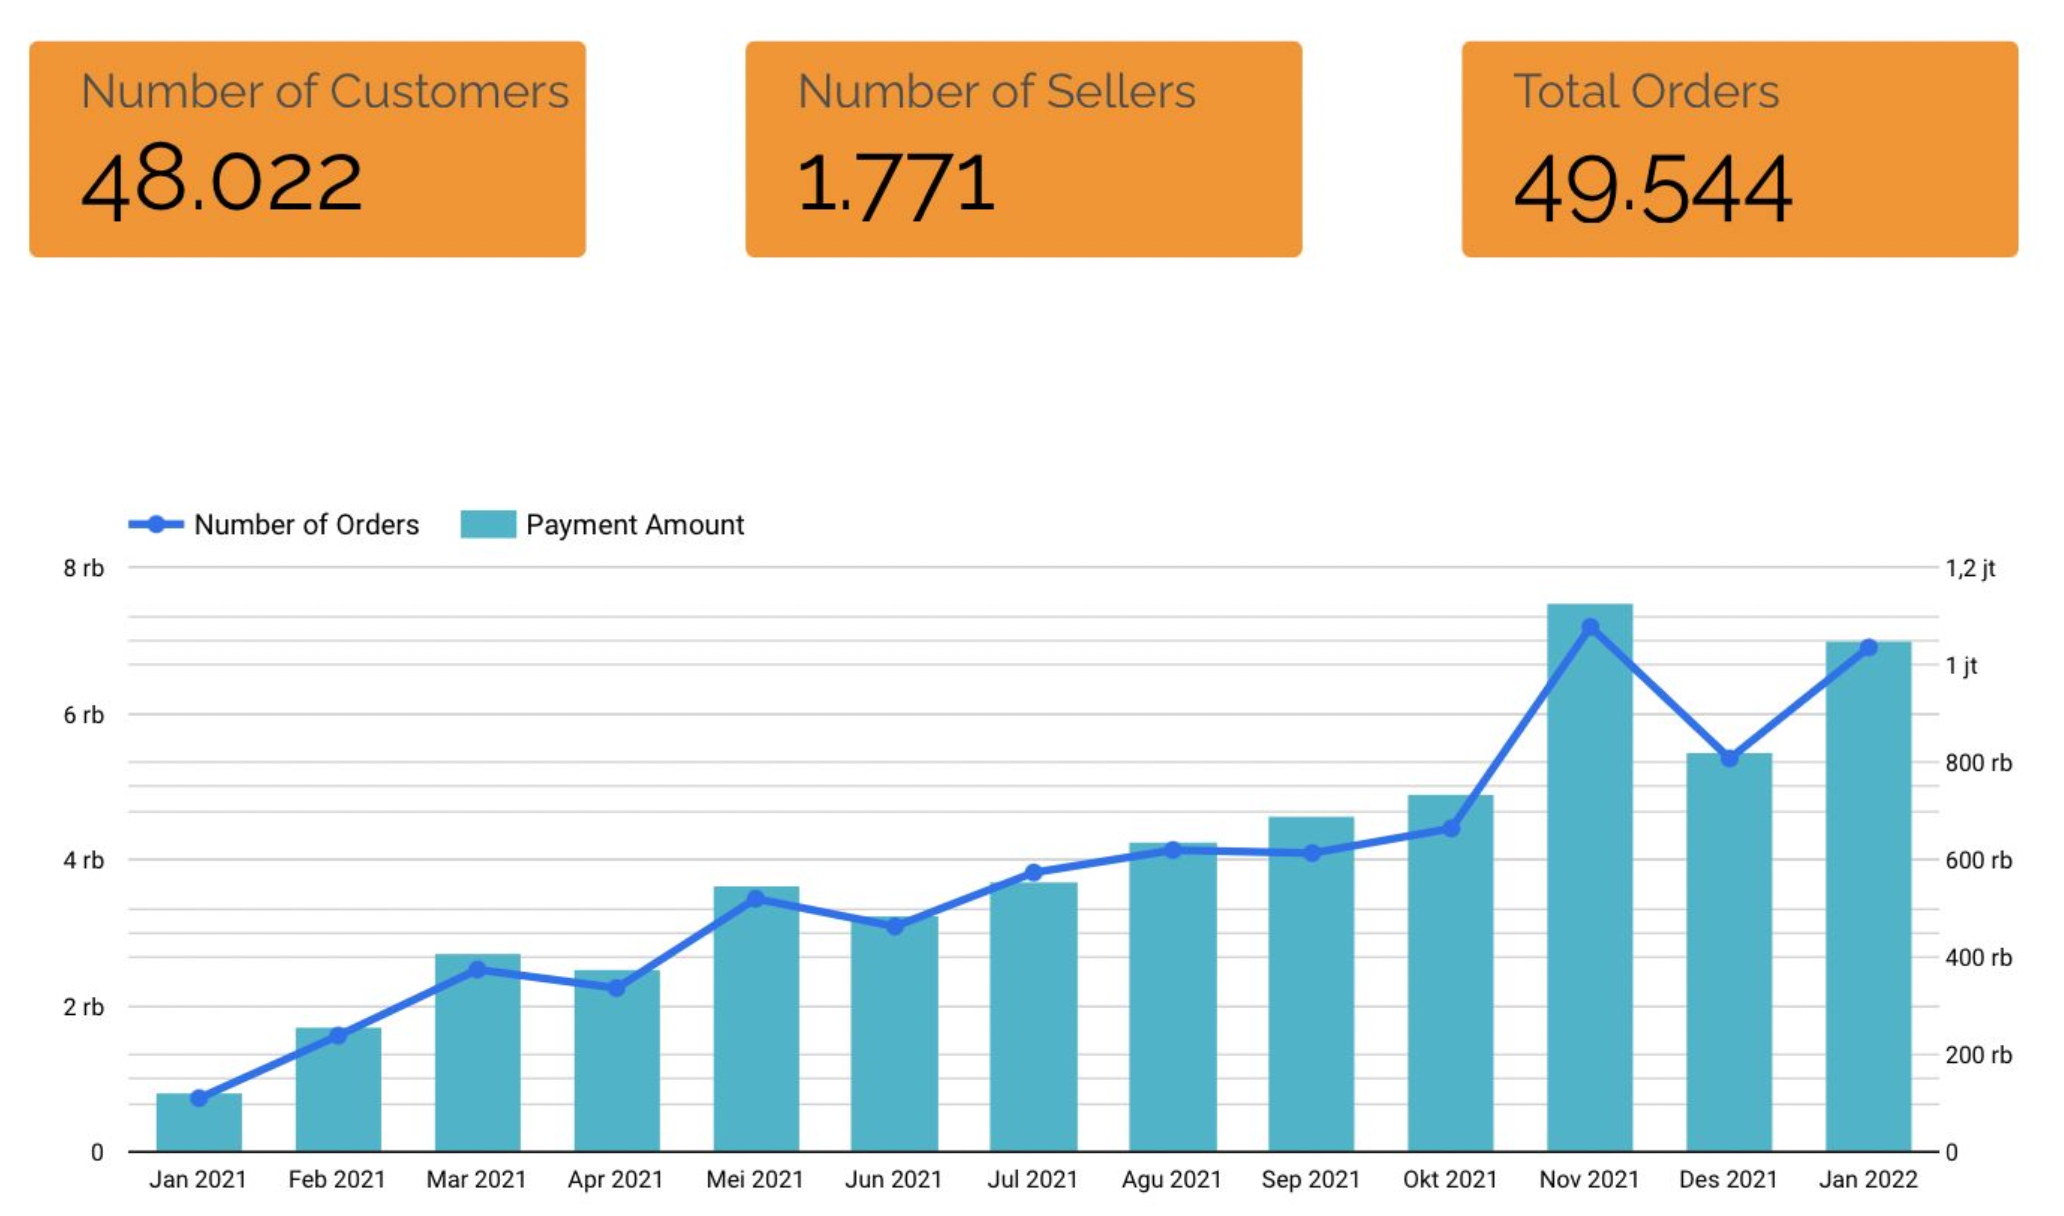 Number of Customers
48.022
Number of Sellers
1.771
Total Orders
49.544
Number of Orders
Payment Amount
8 rb
6 rb
4 rb
2 rb
0
1,2 jt
1 jt
800 rb
600 rb
400 rb
200 rb
0
Jan 2021
Feb 2021
Mar 2021
Apr 2021
Mei 2021
Jun 2021
Jul 2021
Agu 2021
Sep 2021
Okt 2021
Nov 2021
Des 2021
Jan 2022